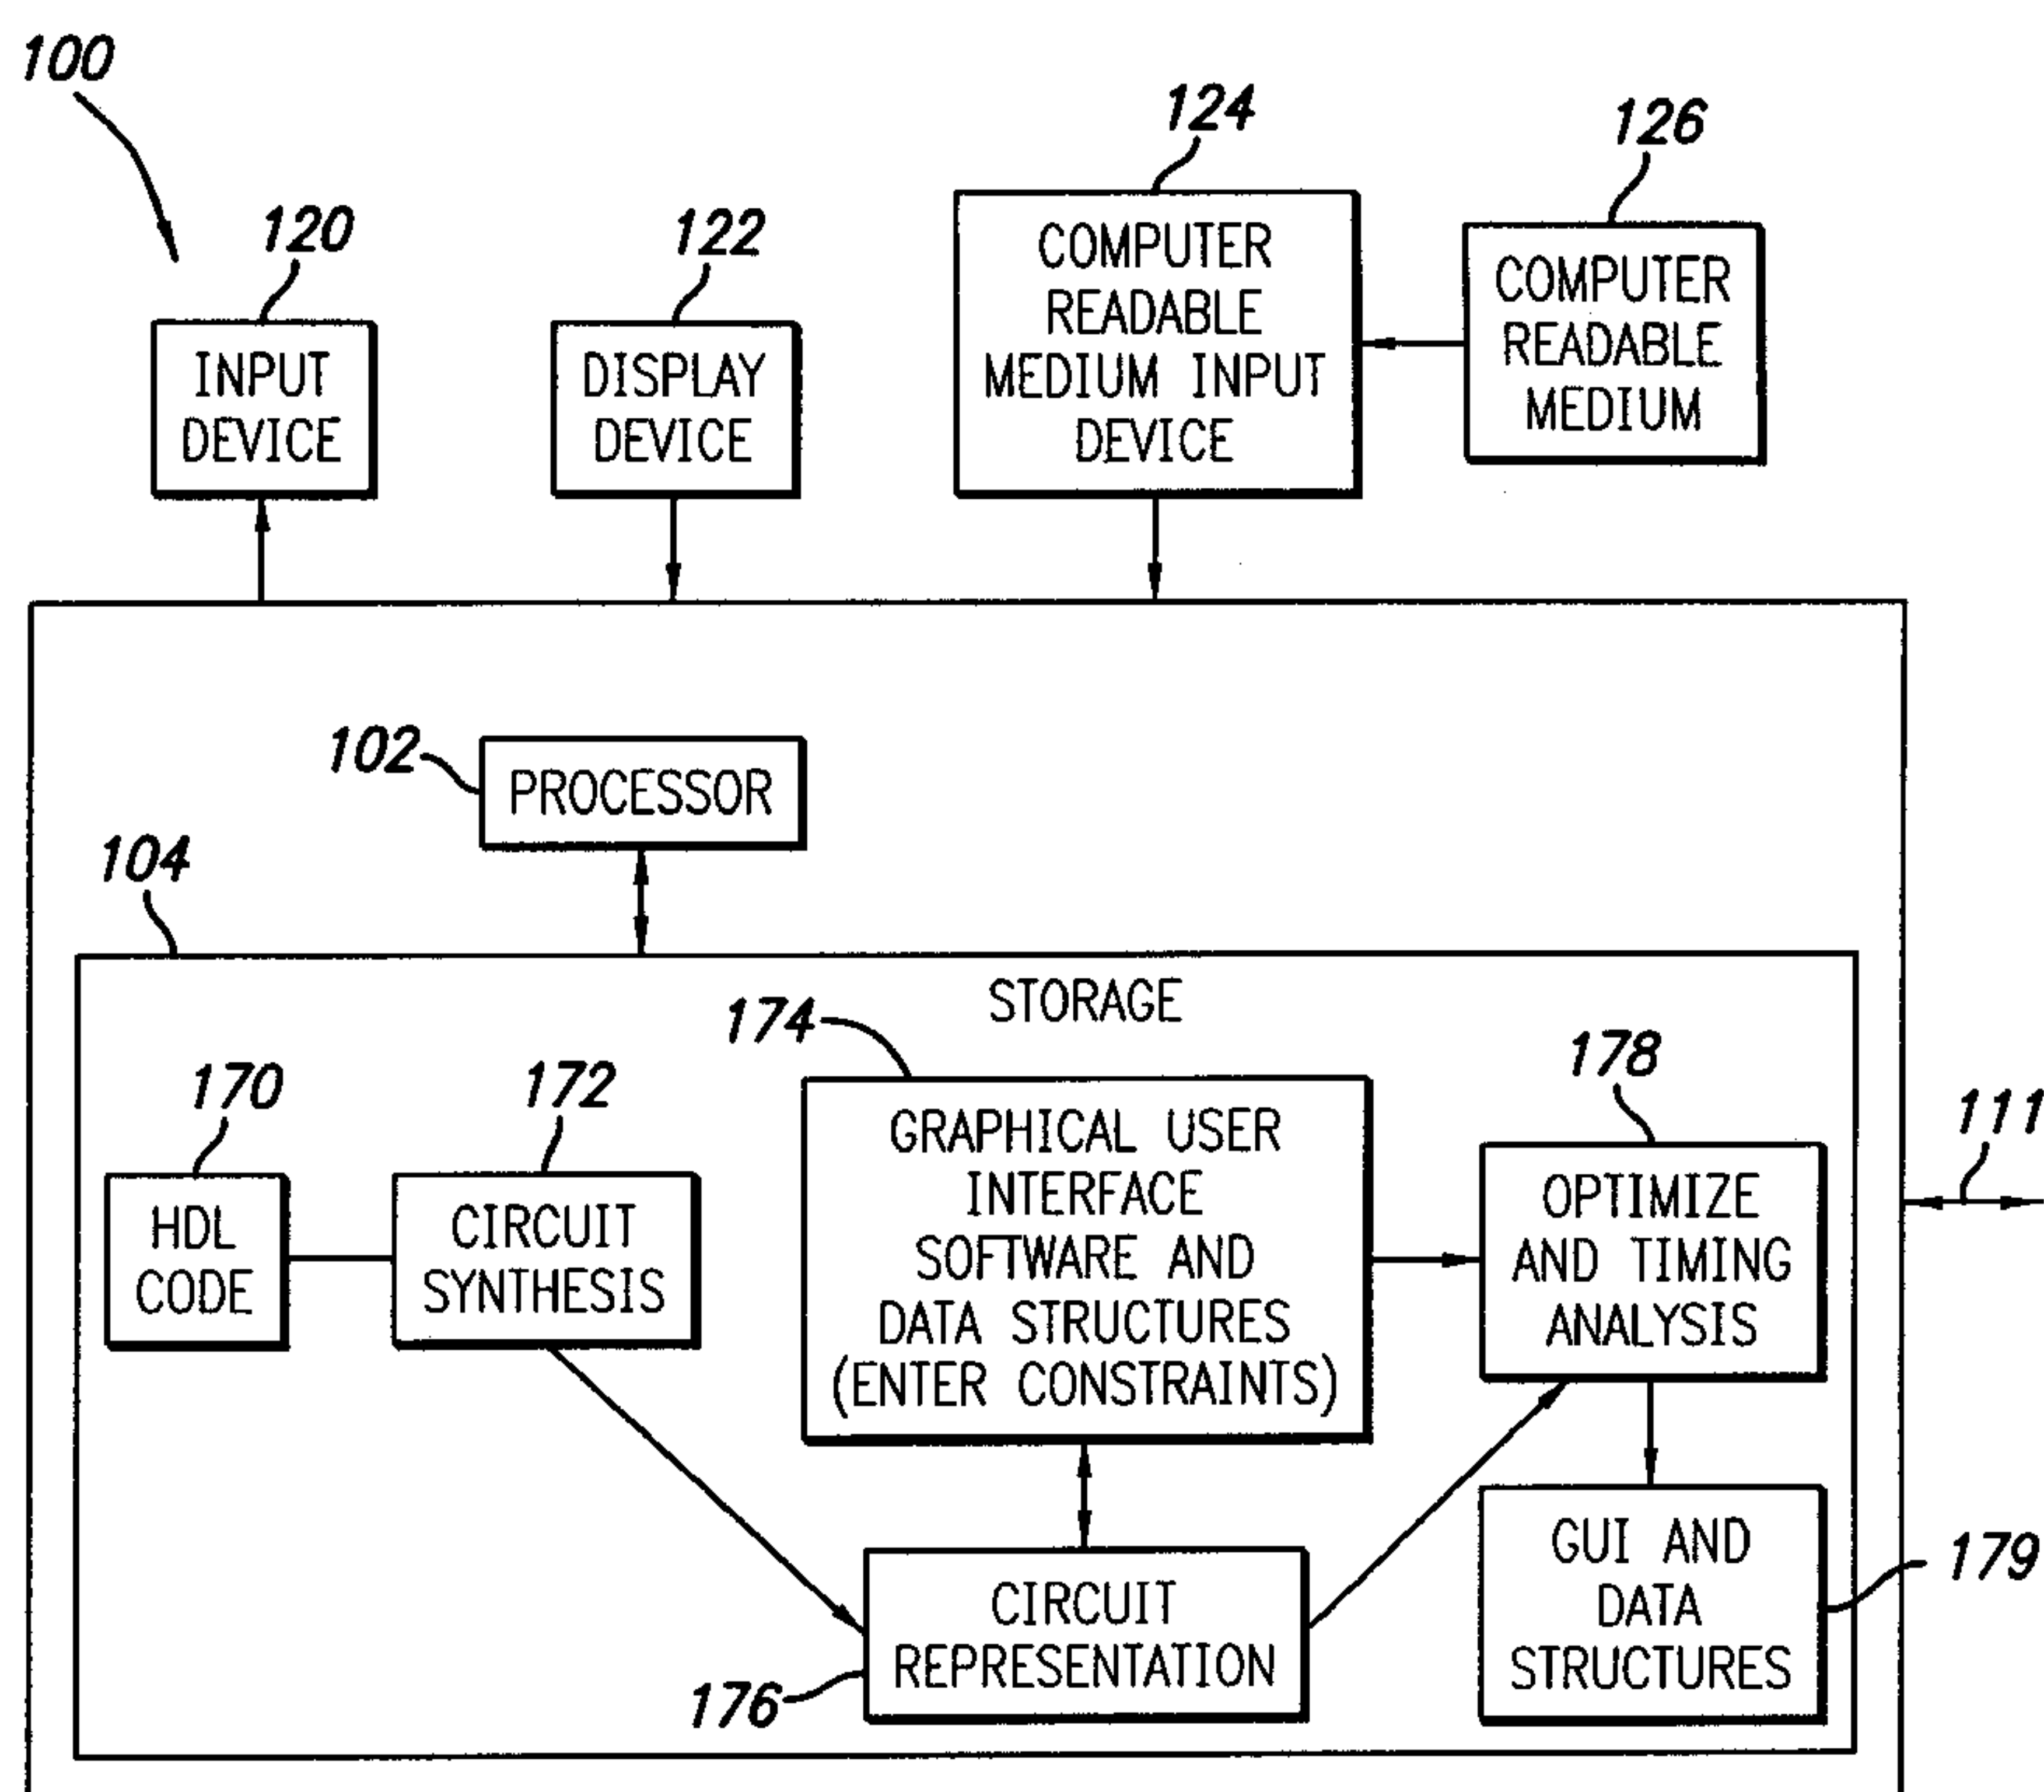 100
120
INPUT
DEVICE
122
DISPLAY
DEVICE
124
COMPUTER
READABLE
MEDIUM INPUT
DEVICE
126
COMPUTER
READABLE
MEDIUM
102
PROCESSOR
104
STORAGE
170
HDL
CODE
172
CIRCUIT
SYNTHESIS
174
GRAPHICAL USER
INTERFACE
SOFTWARE AND
DATA STRUCTURES
(ENTER CONSTRAINTS)
178
OPTIMIZE
AND TIMING
ANALYSIS
111
176
CIRCUIT
REPRESENTATION
GUI AND
DATA
STRUCTURES
179